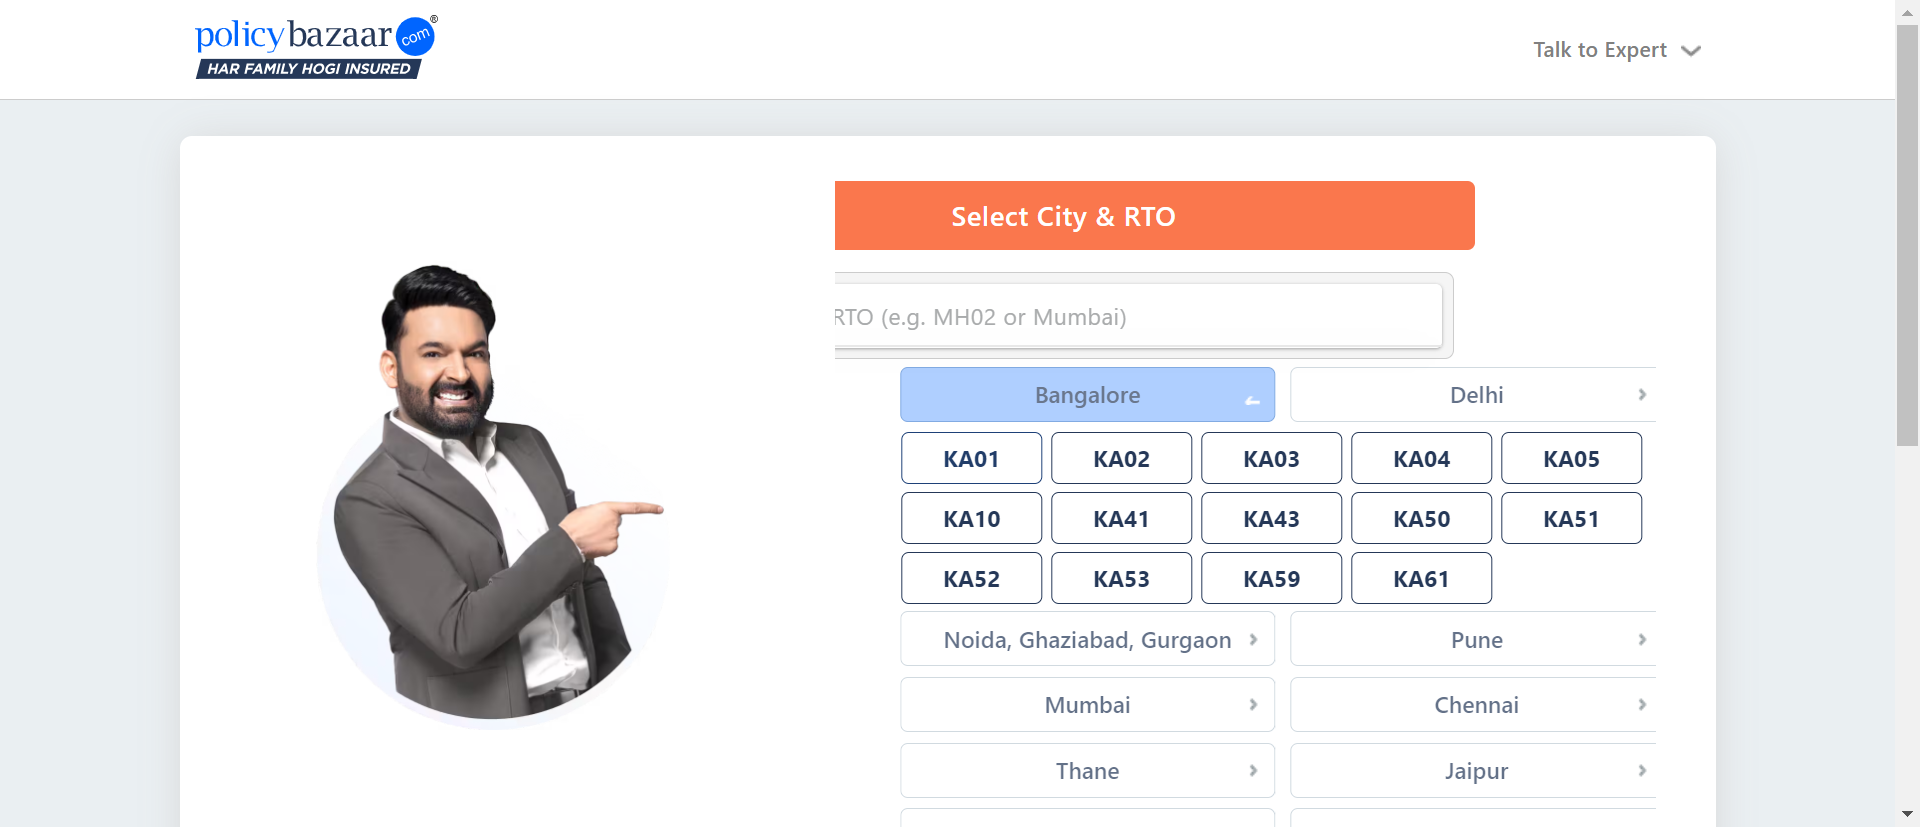 policybazaar com ®
HAR FAMILY HOGI INSURED
Talk to Expert
Select City & RTO
RTO (e.g. MH02 or Mumbai)
Bangalore
Delhi
KA01 KA02 KA03 KA04 KA05
KA10 KA41 KA43 KA50 KA51
KA52 KA53 KA59 KA61
Noida, Ghaziabad, Gurgaon
Pune
Mumbai
Chennai
Thane
Jaipur